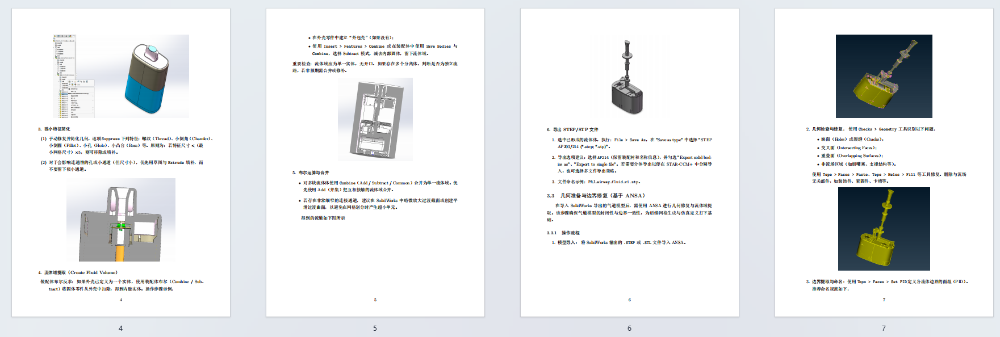 3. 微小特征简化
(1) 手动修复并简化几何，逐项Suppress 下列特征：螺纹（Thread）、小倒角（Chamfer）、
小倒圆（Fillet）、小孔（Hole）、小凸台（Boss）等。原则为：若特征尺寸 <（最
小网格尺寸）×5，则可移除或填补。
(2) 对于会影响连通性的孔或小通道（但尺寸小），优先用草图与 Extrude 填补，而
不要留下极小通道。
4. 流体域提取（Create Fluid Volume）
装配体布尔反求：如果外壳已定义为一个实体，使用装配体布尔（Combine / Sub-
tract）将固体零件从外壳中扣除，得到内腔实体。操作步骤示例：
4
4
• 在外壳零件中建立“外包壳”（如果没有）；
• 使用 Insert > Features > Combine 或在装配体中使用 Save Bodies 与
Combine，选择 Subtract 模式，减去内部固体，留下流体域。
重要检查：流体域应为单一实体，无开口。如果存在多个分离体，判断是否为独立流
路，若非预期需合并或修补。
5. 布尔运算与合并
• 对多块流体体使用 Combine（Add / Subtract / Common）合并为单一流体域。优
先使用 Add（并集）把互相接触的流体域合并。
• 若存在非常细窄的连接通道，建议在 SolidWorks 中略微放大过渡截面或创建平
滑过渡曲面，以避免在网格划分时产生超小单元。
得到的流道如下图所示
5
5
6. 导出 STEP/STP 文件
1. 选中已形成的流体体，执行：File > Save As，在 "Save as type" 中选择 "STEP
AP203/214 (*.step; *.stp)"。
2. 导出选项建议：选择 AP214（保留装配树和名称信息），并勾选 "Export solid bod-
ies as"、"Export to single file"。若需要分体导出以便在 STAR-CCM+ 中分别导
入，也可选择多文件导出策略。
3. 文件命名示例：PRJ_airway_fluid_v1.stp。
3.3 几何准备与边界修复（基于 ANSA）
在导入 SolidWorks 导出的气道模型后，需使用 ANSA 进行几何修复与流体域提
取。该步骤确保气道模型的封闭性与边界一致性，为后续网格生成与仿真定义打下基
础。
3.3.1 操作流程
1. 模型导入： 将 SolidWorks 输出的 .STEP 或 .STL 文件导入 ANSA。
6
6
2. 几何检查与修复： 使用 Checks > Geometry 工具识别以下问题：
• 缺面（Holes）或裂缝（Cracks）；
• 交叉面（Intersecting Faces）；
• 重叠面（Overlapping Surfaces）；
• 非流场区域（如烟嘴塞、支撑结构等）。
使用 Topo > Faces > Paste、Topo > Holes > Fill 等工具修复。删除与流场
无关部件，如装饰件、紧固件、卡槽等。
3. 边界提取与命名： 使用 Topo > Faces > Set PID定义各流体边界的面组（PID）。
推荐命名规范如下：
7
7